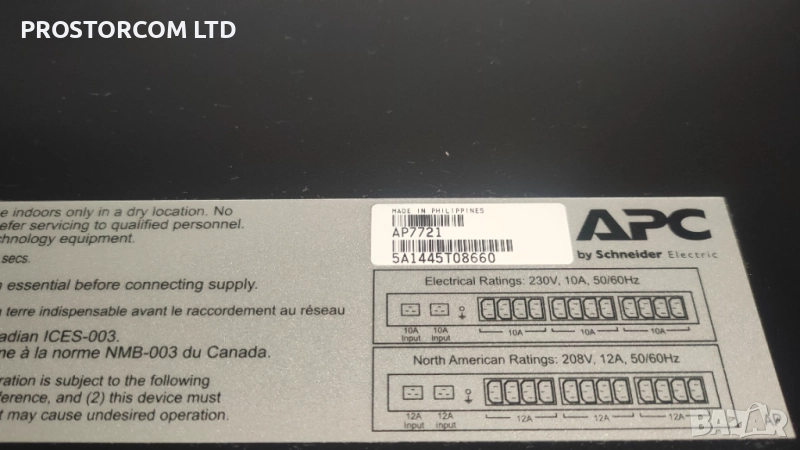 PROSTORCOM LTD
e indoors only in a dry location. No
efer servicing to qualified personnel.
chnology equipment.
secs.
n essential before connecting supply.
terre indispensable avant le raccordement au réseau
adian ICES-003.
ne à la norme NMB-003 du Canada.
ration is subject to the following
ference, and (2) this device must
t may cause undesired operation.
MADE IN PHILIPPINES
AP7721
5A1445T08660
APC
by Schneider Electric
Electrical Ratings: 230V, 10A, 50/60Hz
10A Input
10A Input
10A
10A
10A
North American Ratings: 208V, 12A, 50/60Hz
12A Input
12A Input
12A
12A
12A
BAZAR